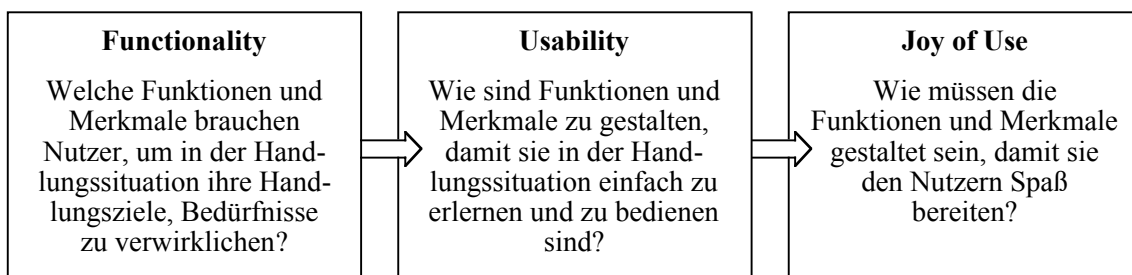 Functionality
Welche Funktionen und
Merkmale brauchen
Nutzer, um in der Hand-
lungssituation ihre Hand-
lungsziele, Bedürfnisse
zu verwirklichen?
Usability
Wie sind Funktionen und
Merkmale zu gestalten,
damit sie in der Hand-
lungssituation einfach zu
erlernen und zu bedienen
sind?
Joy of Use
Wie müssen die
Funktionen und Merkmale
gestaltet sein, damit sie
den Nutzern Spaß
bereiten?